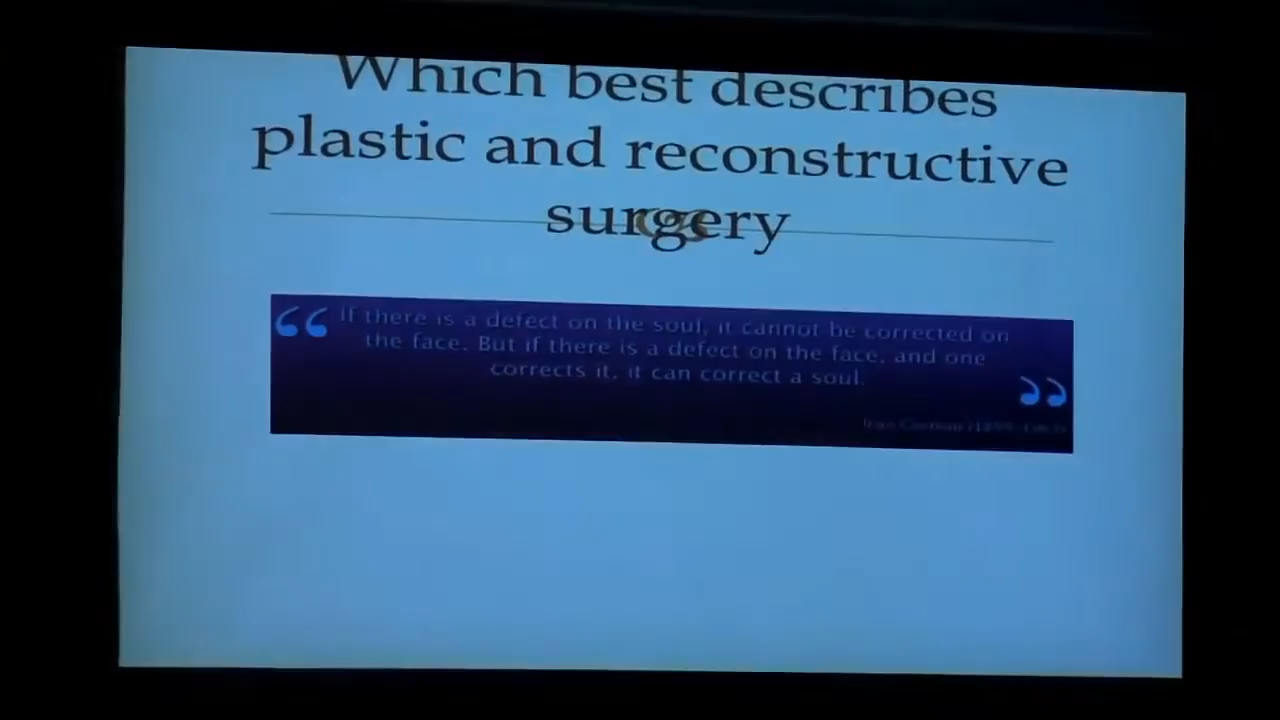 Which best describes
plastic and reconstructive
surgery
“ If there is a defect on the soul, it cannot be corrected on
the face. But if there is a defect on the face, and one
corrects it, it can correct a soul. ”